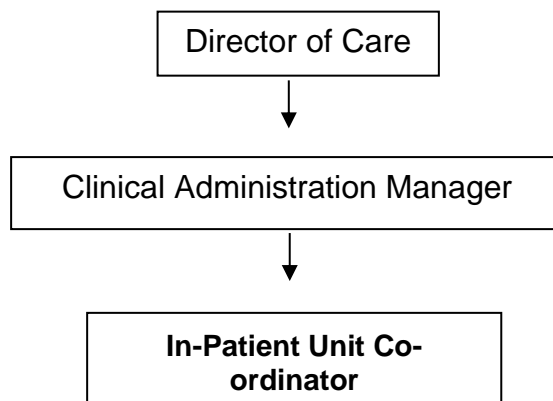 Director of Care
Clinical Administration Manager
In-Patient Unit Co-
ordinator